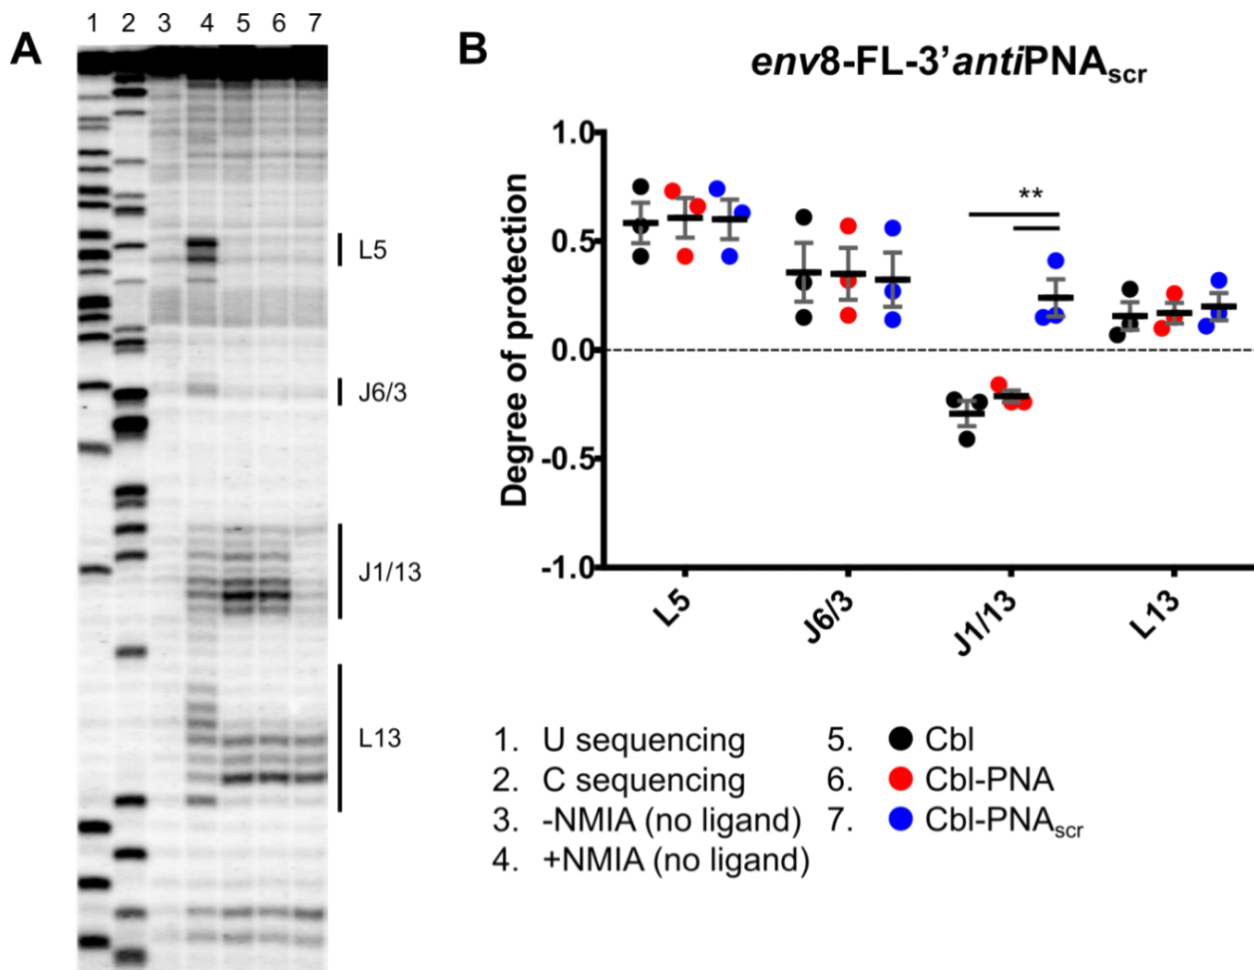 A
1 2 3 4 5 6 7
L5
J6/3
J1/13
L13
B
env8-FL-3’antiPNAscr
Degree of protection
1.0
0.5
0.0
-0.5
-1.0
**
L5
J6/3
J1/13
L13
1. U sequencing
2. C sequencing
3. -NMIA (no ligand)
4. +NMIA (no ligand)
5. Cbl
6. Cbl-PNA
7. Cbl-PNAscr